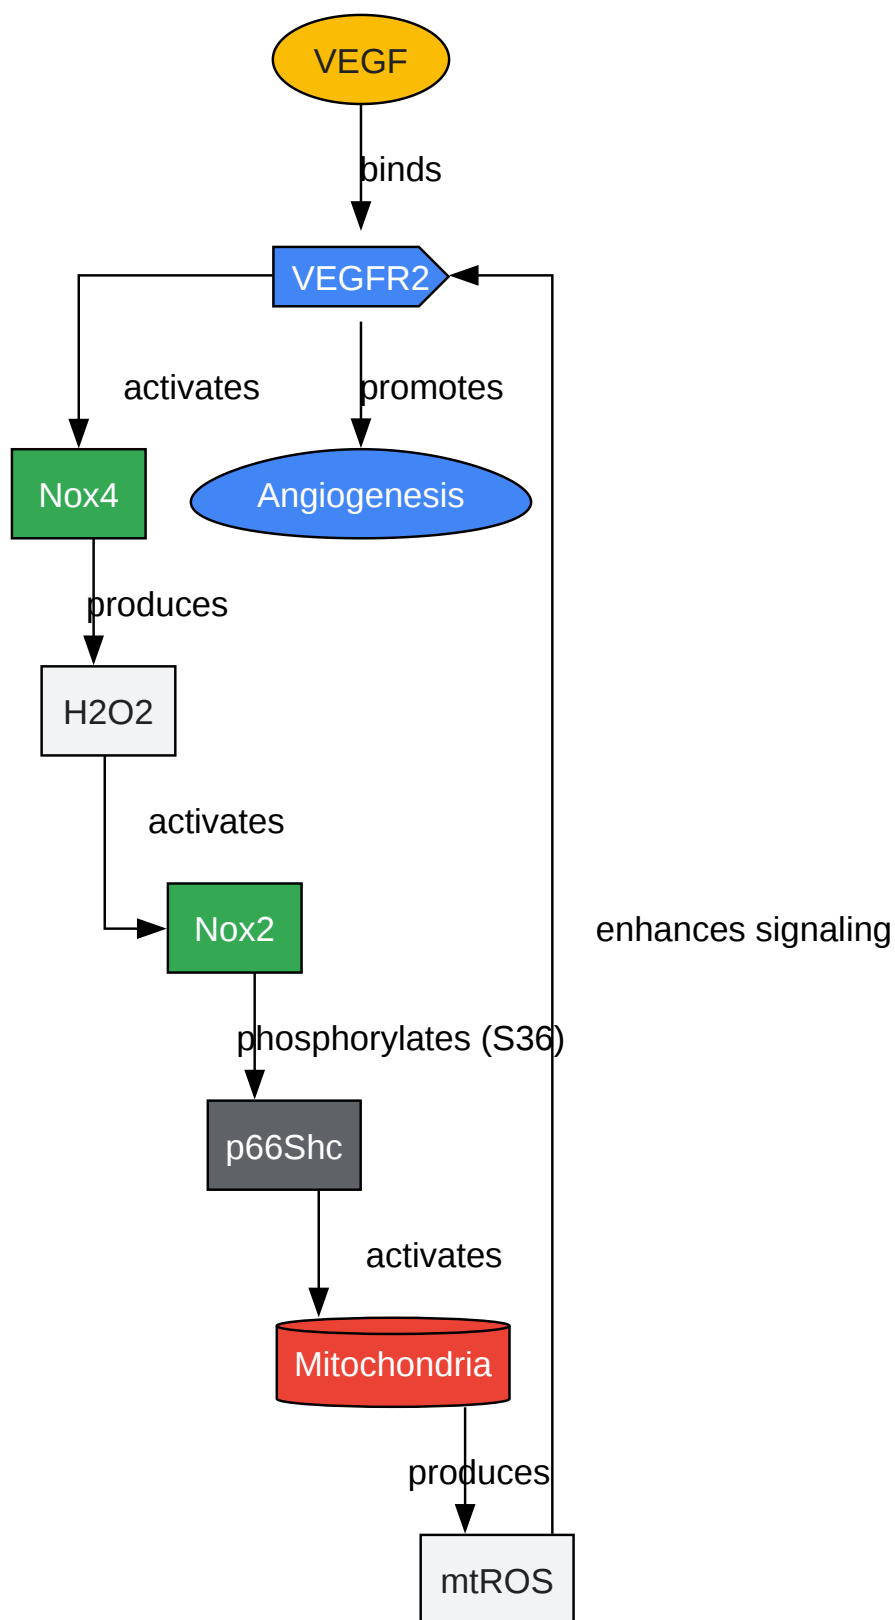 VEGF
binds
VEGFR2
activates
promotes
Nox4
Angiogenesis
produces
H2O2
activates
Nox2
enhances signaling
phosphorylates (S36)
p66Shc
activates
Mitochondria
produces
mtROS